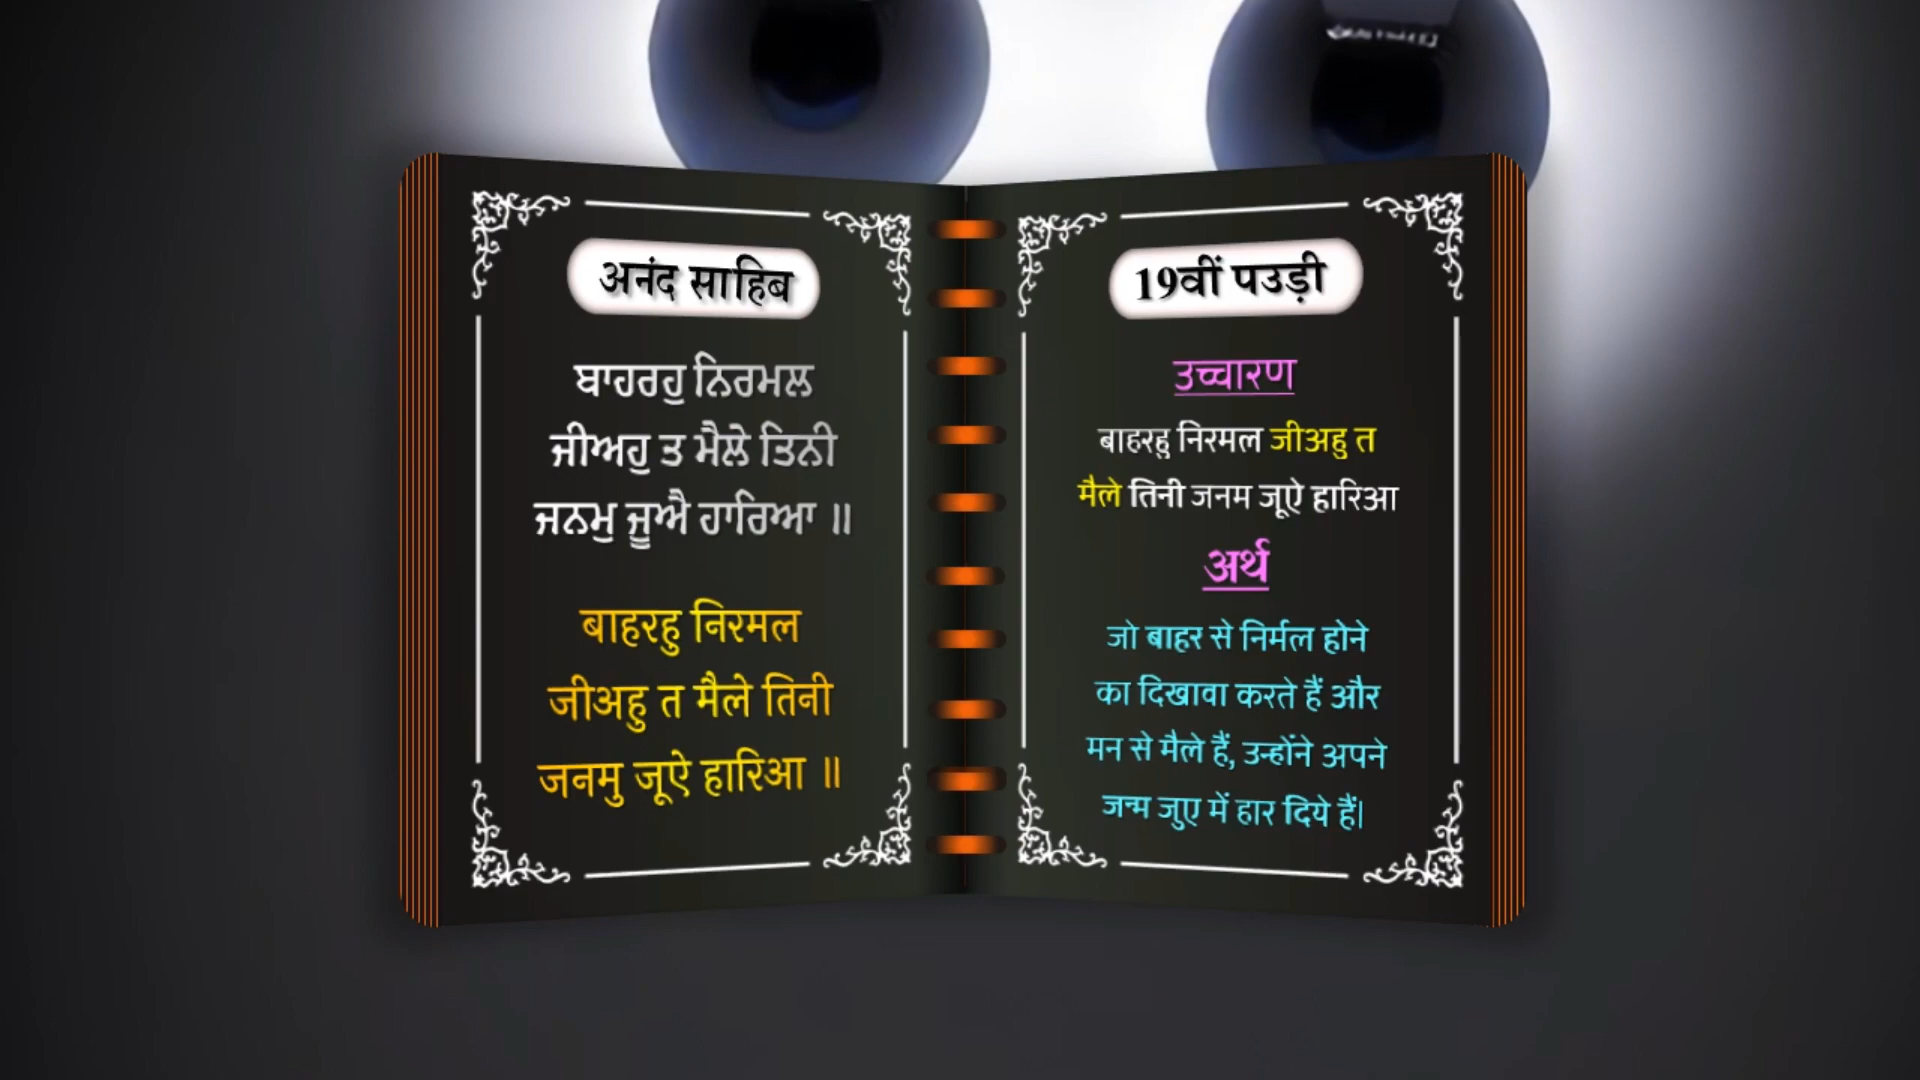 अनंद साहिब
ਬਾਹਰਹੁ ਨਿਰਮਲ
ਜੀਅਹੁ ਤ ਮੈਲੇ ਤਿਨੀ
ਜਨਮੁ ਜੂਐ ਹਾਰਿਆ ॥
बाहरहु निरमल
जीअहु त मैले तिनी
जनमु जूऐ हारिआ ॥
19वीं पउड़ी
उच्चारण
बाहरहु निरमल जीअहु त
मैले तिनी जनम जूऐ हारिआ
अर्थ
जो बाहर से निर्मल होने
का दिखावा करते हैं और
मन से मैले हैं, उन्होंने अपने
जन्म जुए में हार दिये हैं।